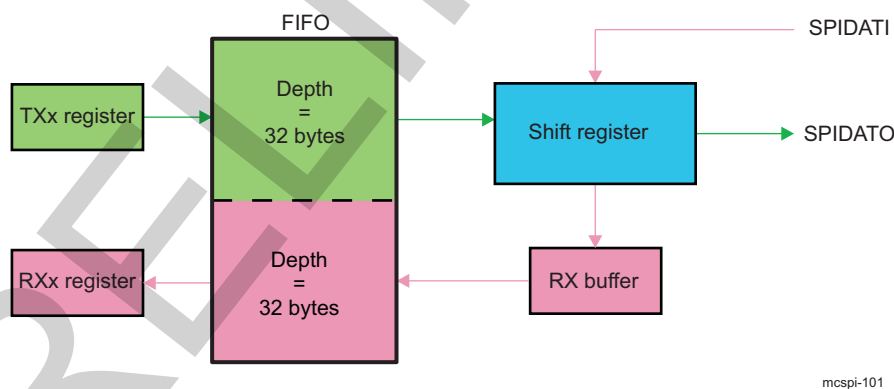 FIFO
SPIDATI
TXx register
Depth
=
32 bytes
Shift register
SPIDATO
RXx register
Depth
=
32 bytes
RX buffer
mcspi-101